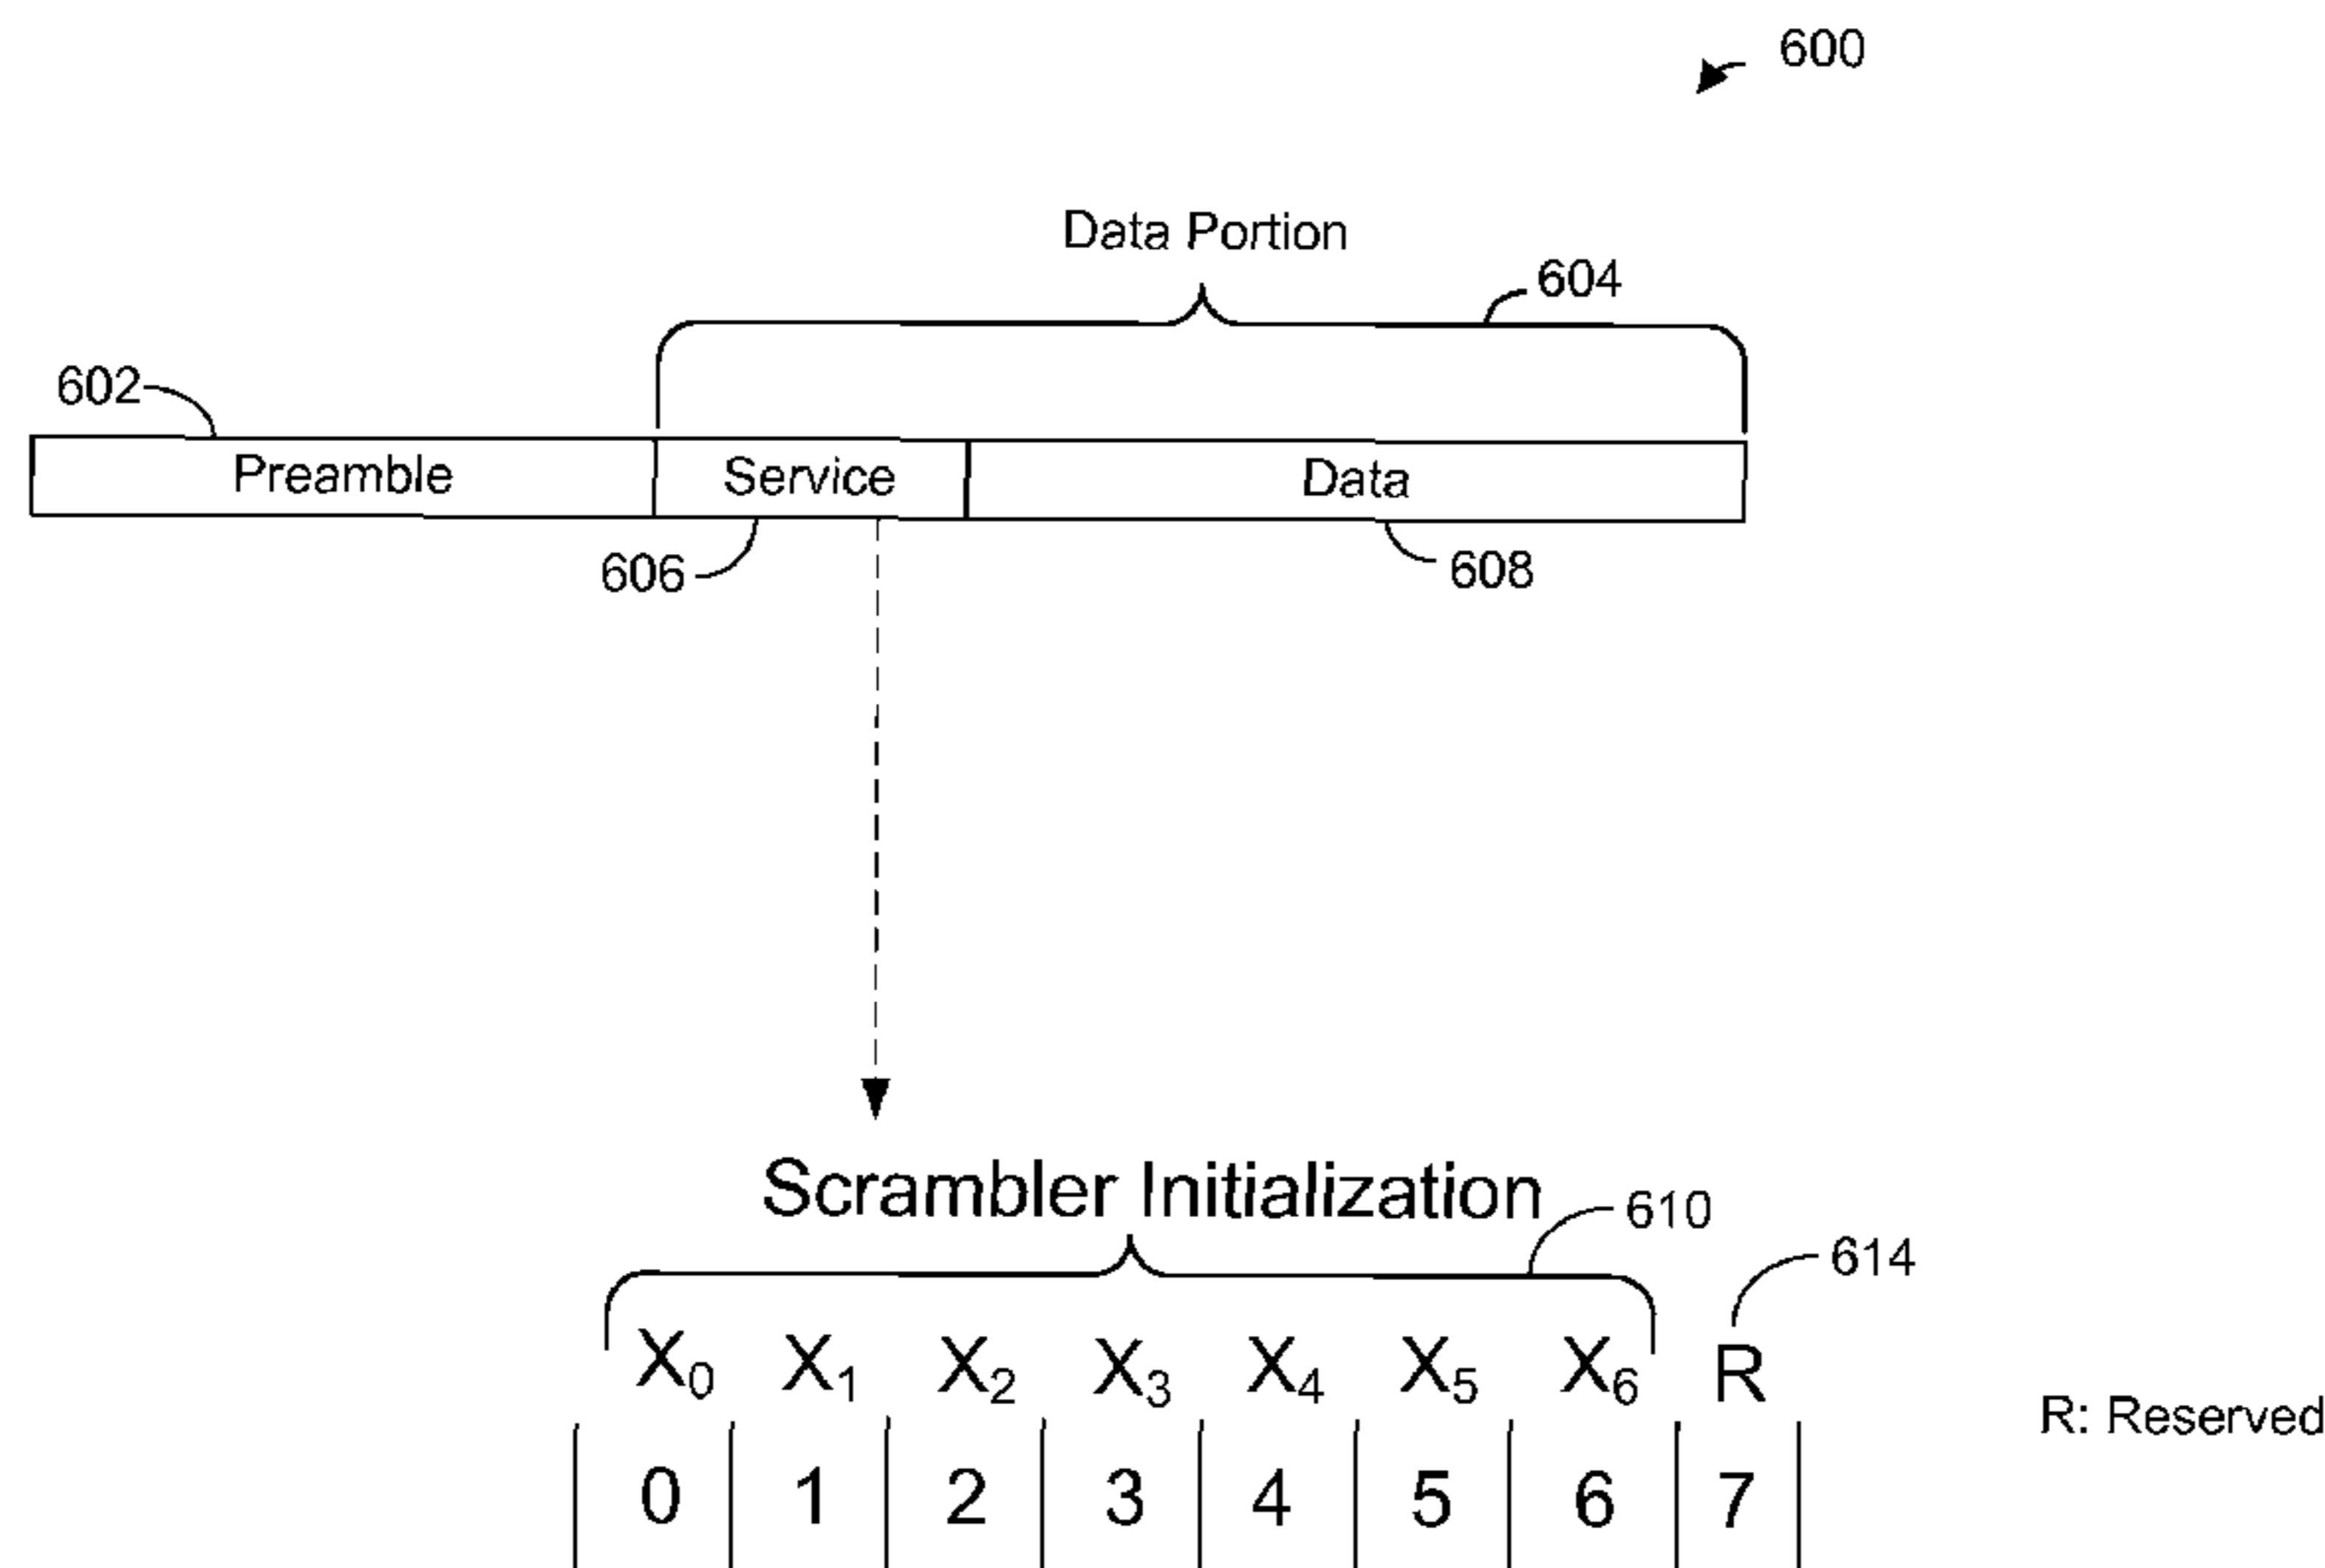 600
Data Portion
604
602
Preamble Service Data
606 608
Scrambler Initialization
610
614
X0 X1 X2 X3 X4 X5 X6 R
R: Reserved
0 1 2 3 4 5 6 7